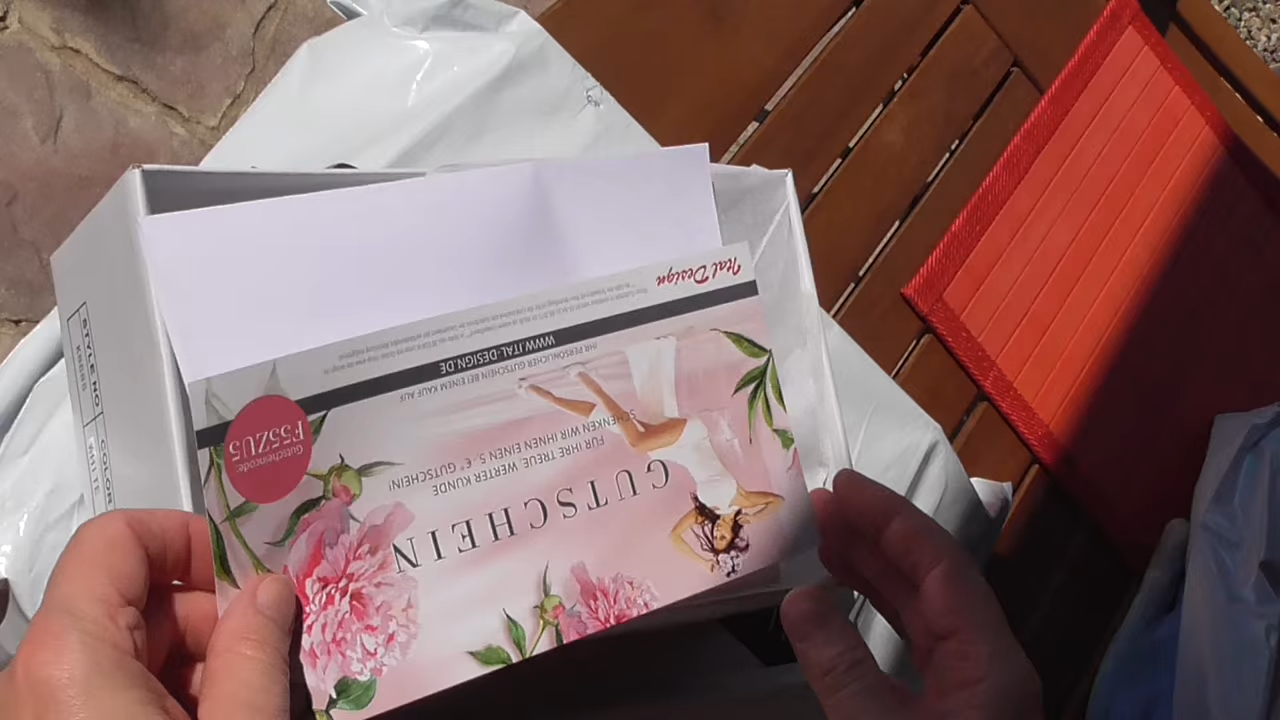 GUTSCHEIN
FÜR IHRE TREUE, WERTER KUNDE
SCHENKEN WIR IHNEN EINEN 5,-€* GUTSCHEIN!
IHR PERSÖNLICHER GUTSCHEIN BEI EINEM KAUF AUF
WWW.ITAL-DESIGN.DE
Gutscheincode:
F55ZU5
Ital Design
STYLE NO
COLOR
WHITE